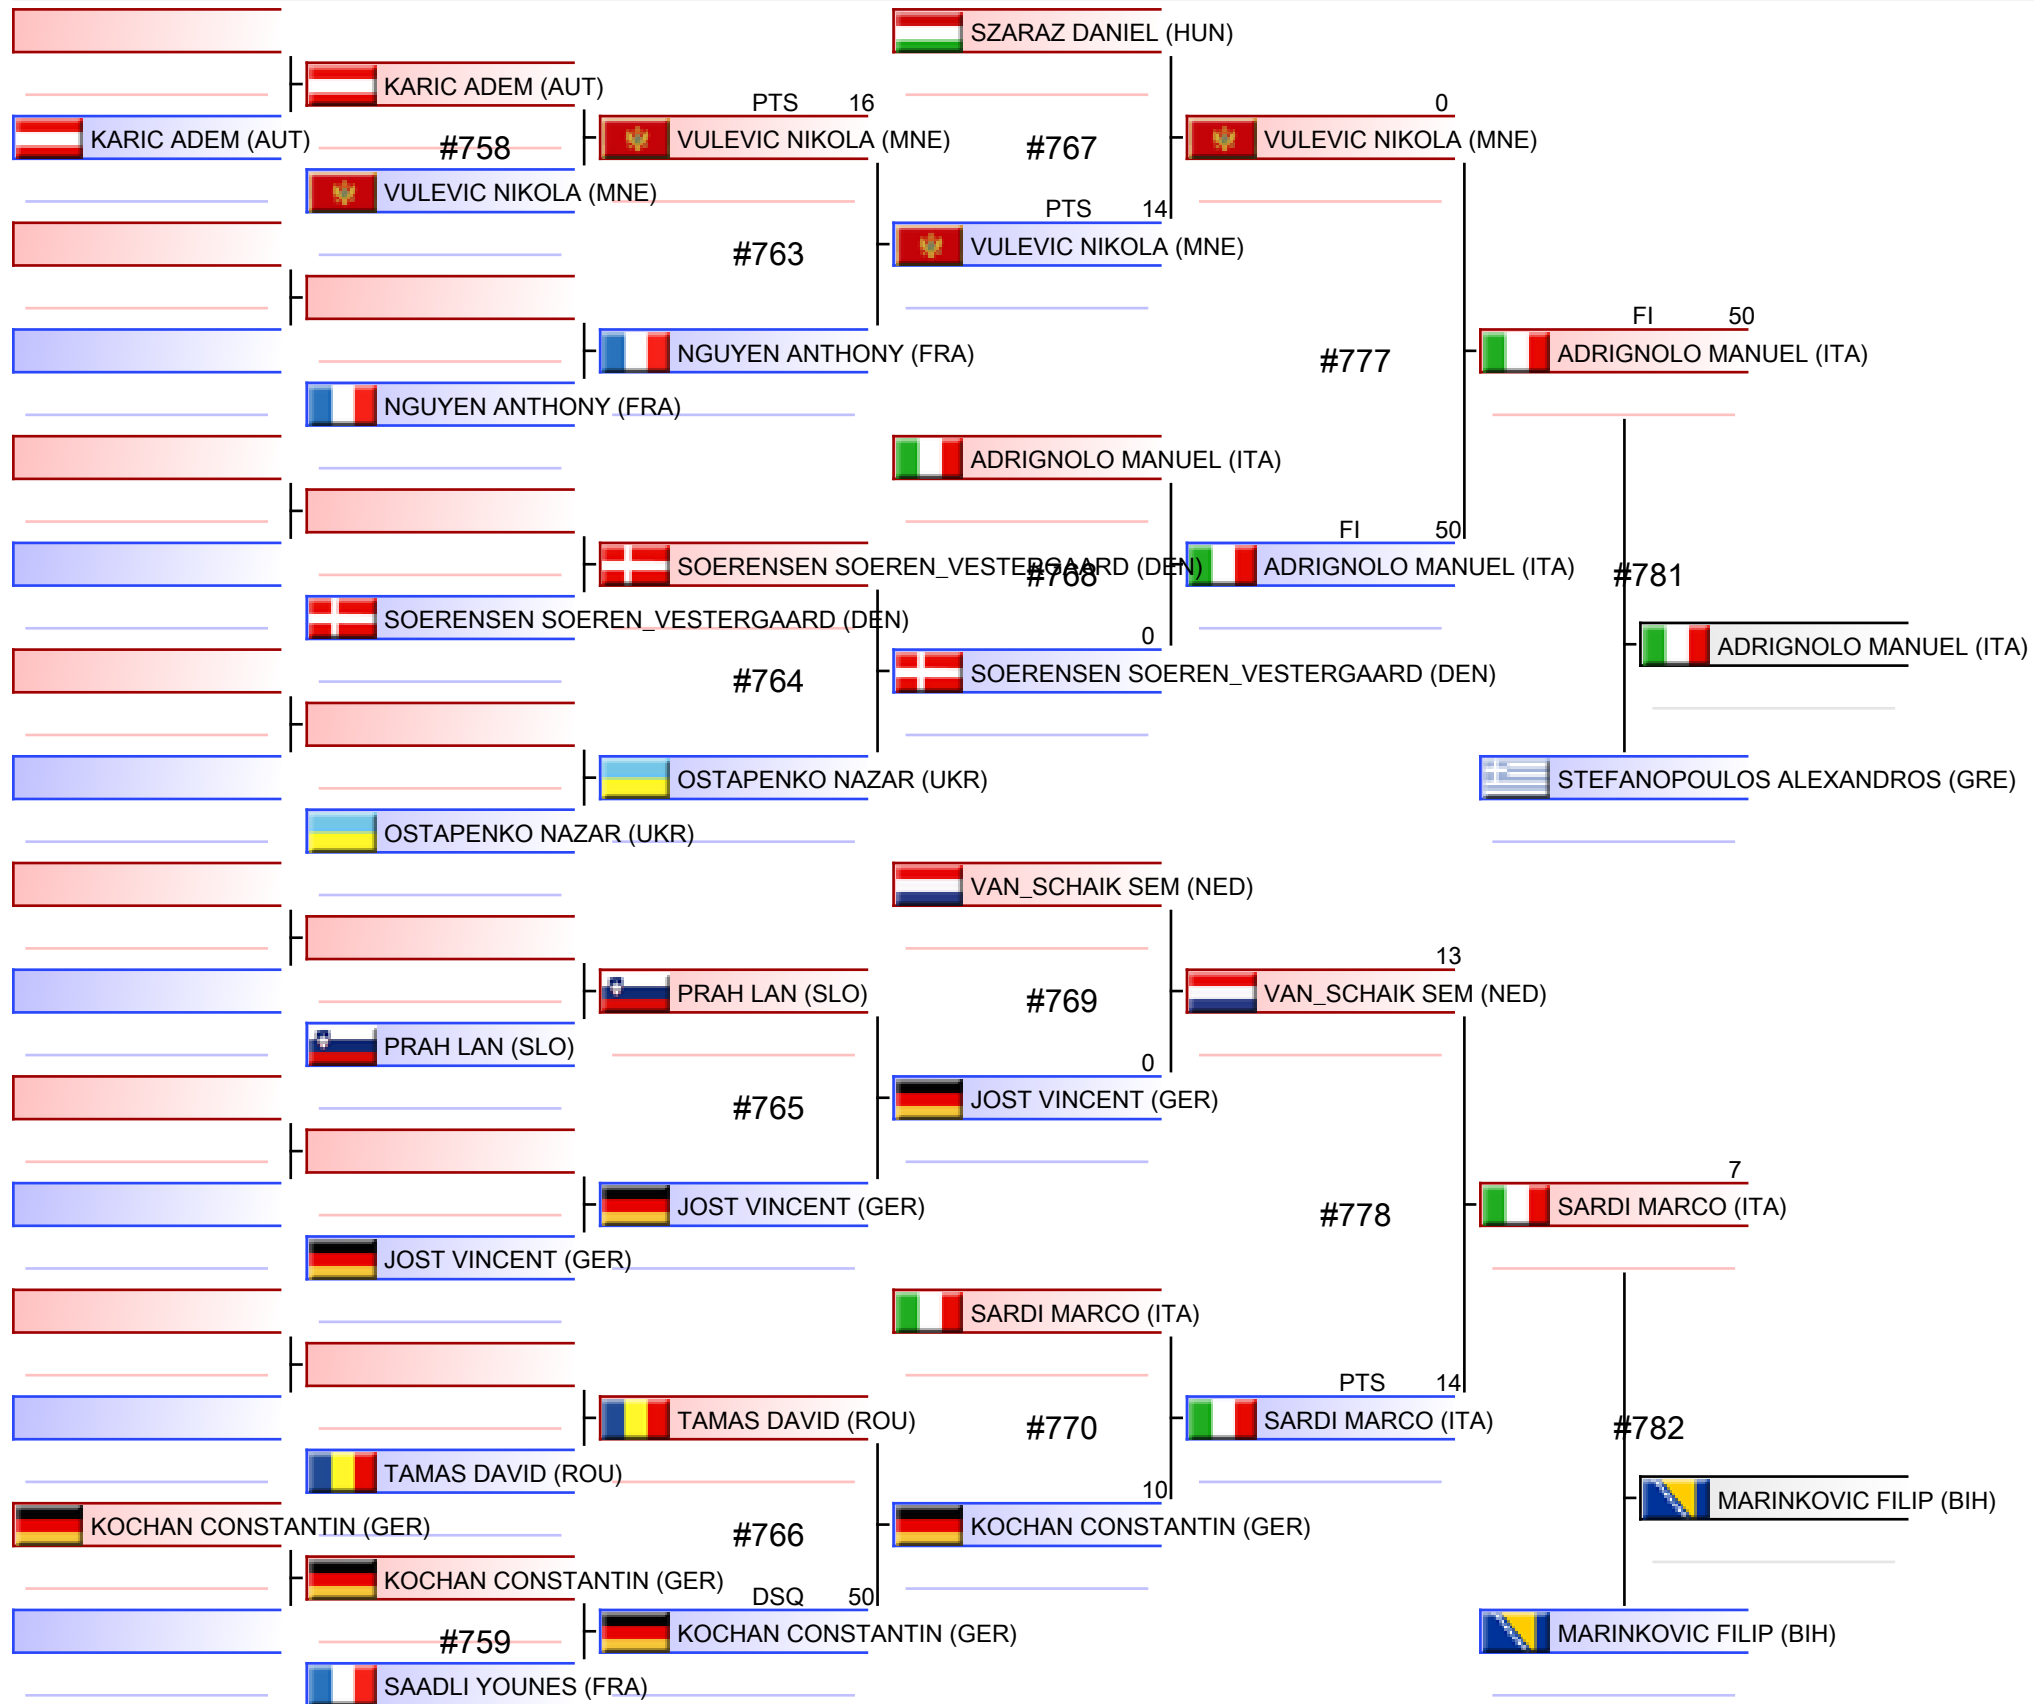 SZARAZ DANIEL (HUN)
KARIC ADEM (AUT)
PTS 16
0
KARIC ADEM (AUT)
#758
VULEVIC NIKOLA (MNE)
#767
VULEVIC NIKOLA (MNE)
VULEVIC NIKOLA (MNE)
PTS 14
#763
VULEVIC NIKOLA (MNE)
FI 50
NGUYEN ANTHONY (FRA)
#777
ADRIGNOLO MANUEL (ITA)
NGUYEN ANTHONY (FRA)
ADRIGNOLO MANUEL (ITA)
FI 50
SOERENSEN SOEREN_VESTERGAARD (DEN)
#768
ADRIGNOLO MANUEL (ITA)
#781
SOERENSEN SOEREN_VESTERGAARD (DEN)
0
ADRIGNOLO MANUEL (ITA)
#764
SOERENSEN SOEREN_VESTERGAARD (DEN)
OSTAPENKO NAZAR (UKR)
STEFANOPOULOS ALEXANDROS (GRE)
OSTAPENKO NAZAR (UKR)
VAN_SCHAIK SEM (NED)
13
PRAH LAN (SLO)
#769
VAN_SCHAIK SEM (NED)
PRAH LAN (SLO)
0
#765
JOST VINCENT (GER)
7
JOST VINCENT (GER)
#778
SARDI MARCO (ITA)
JOST VINCENT (GER)
SARDI MARCO (ITA)
PTS 14
TAMAS DAVID (ROU)
#770
SARDI MARCO (ITA)
#782
TAMAS DAVID (ROU)
10
MARINKOVIC FILIP (BIH)
KOCHAN CONSTANTIN (GER)
#766
KOCHAN CONSTANTIN (GER)
KOCHAN CONSTANTIN (GER)
DSQ 50
#759
KOCHAN CONSTANTIN (GER)
MARINKOVIC FILIP (BIH)
SAADLI YOUNES (FRA)